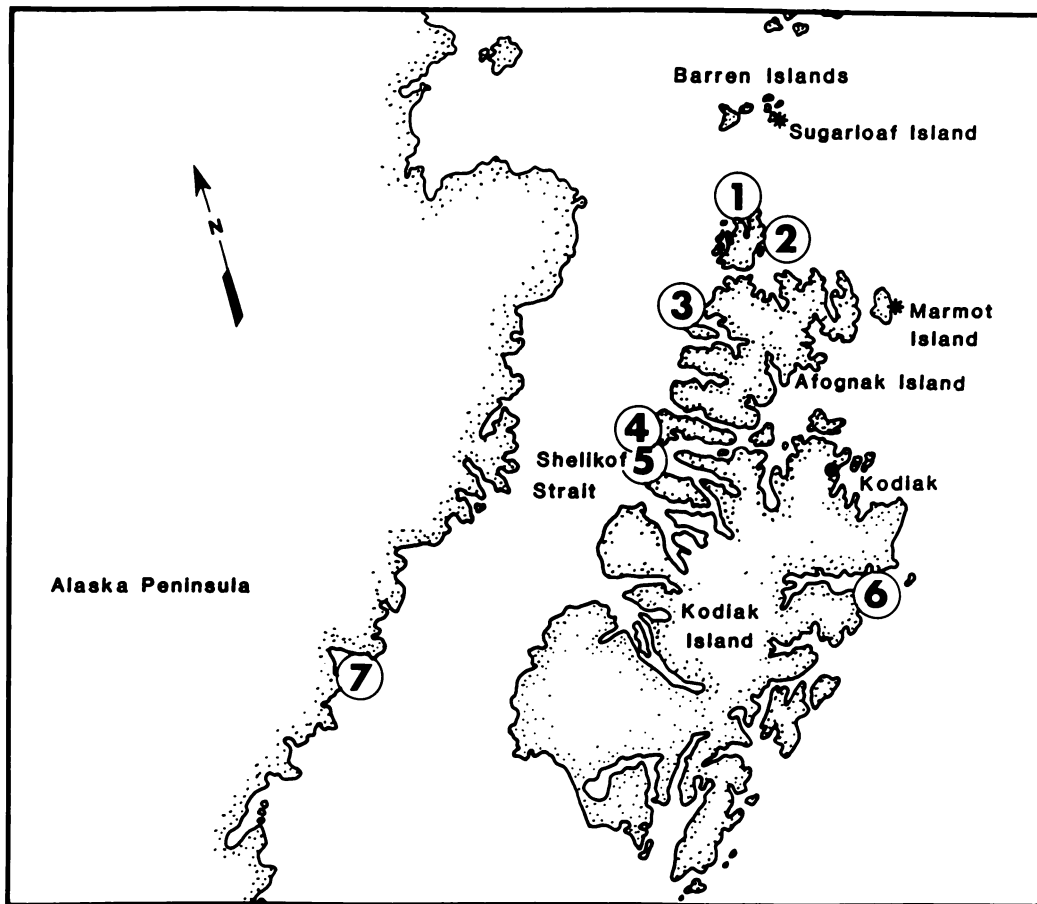 Barren Islands
Sugarloaf Island
N
1
2
3
Marmot
Island
Afognak Island
4
Shelikof
5
Strait
Kodiak
Alaska Peninsula
6
Kodiak
Island
7